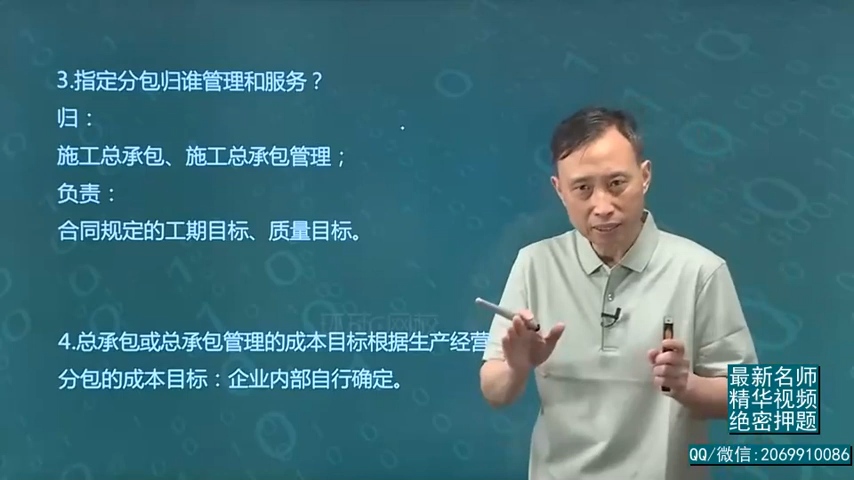 3.指定分包归谁管理和服务？
归：
施工总承包、施工总承包管理；
负责：
合同规定的工期目标、质量目标。
4.总承包或总承包管理的成本目标根据生产经营
分包的成本目标：企业内部自行确定。
最新名师
精华视频
绝密押题
QQ/微信:2069910086